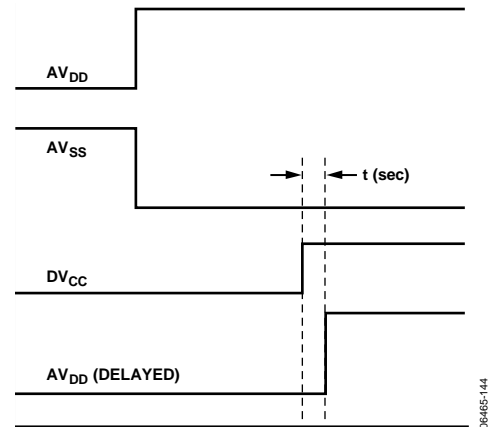 AVDD
AVSS
t (sec)
DVCC
AVDD (DELAYED)
06465-144